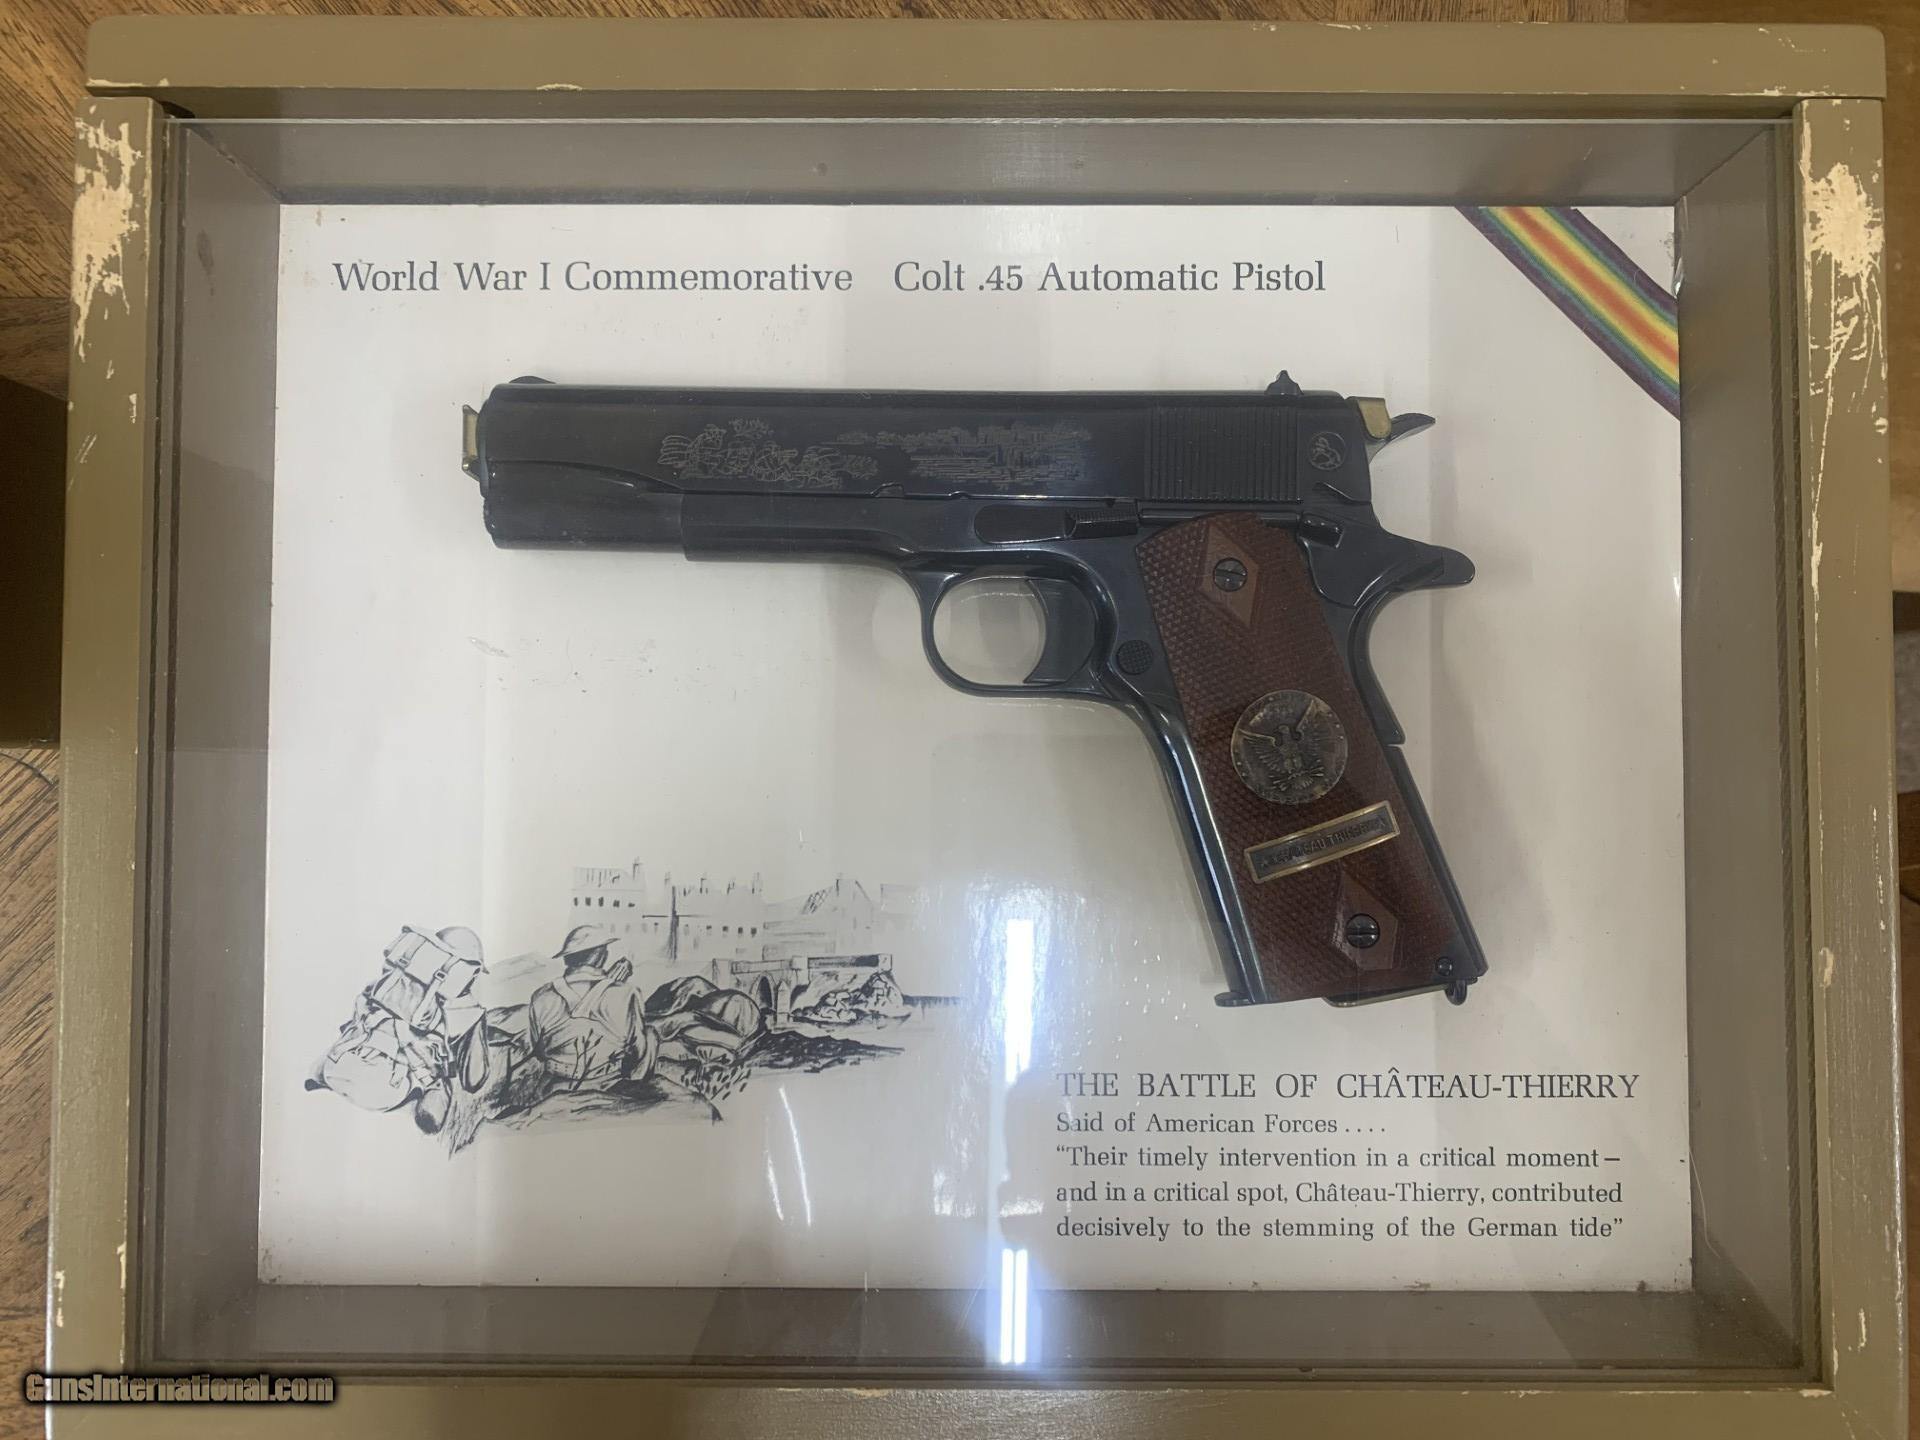 World War I Commemorative Colt .45 Automatic Pistol
CHATEAU THIERRY
THE BATTLE OF CHÂTEAU-THIERRY
Said of American Forces . . . .
“Their timely intervention in a critical moment —
and in a critical spot, Château-Thierry, contributed
decisively to the stemming of the German tide”
GunsInternational.com